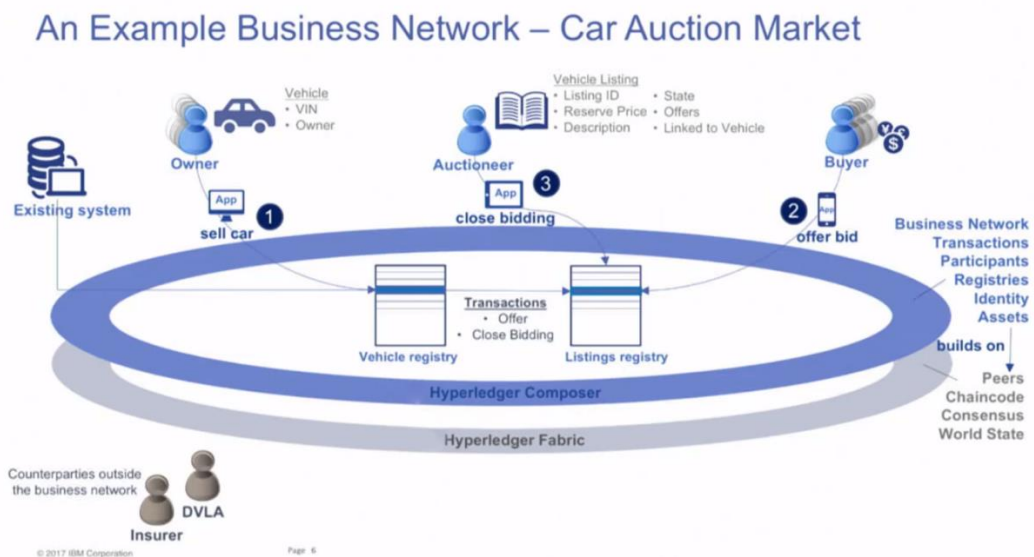 An Example Business Network – Car Auction Market
Vehicle
• VIN
• Owner
Owner
Vehicle Listing
• Listing ID
• Reserve Price
• Description
• State
• Offers
• Linked to Vehicle
Auctioneer
Buyer
¥ € $
Existing system
App
1
sell car
App
3
close bidding
2
App
offer bid
Business Network
Transactions
Participants
Registries
Identity
Assets
builds on
Peers
Chaincode
Consensus
World State
Transactions
• Offer
• Close Bidding
Vehicle registry
Listings registry
Hyperledger Composer
Hyperledger Fabric
Counterparties outside
the business network
DVLA
Insurer
© 2017 IBM Corporation
Page 6